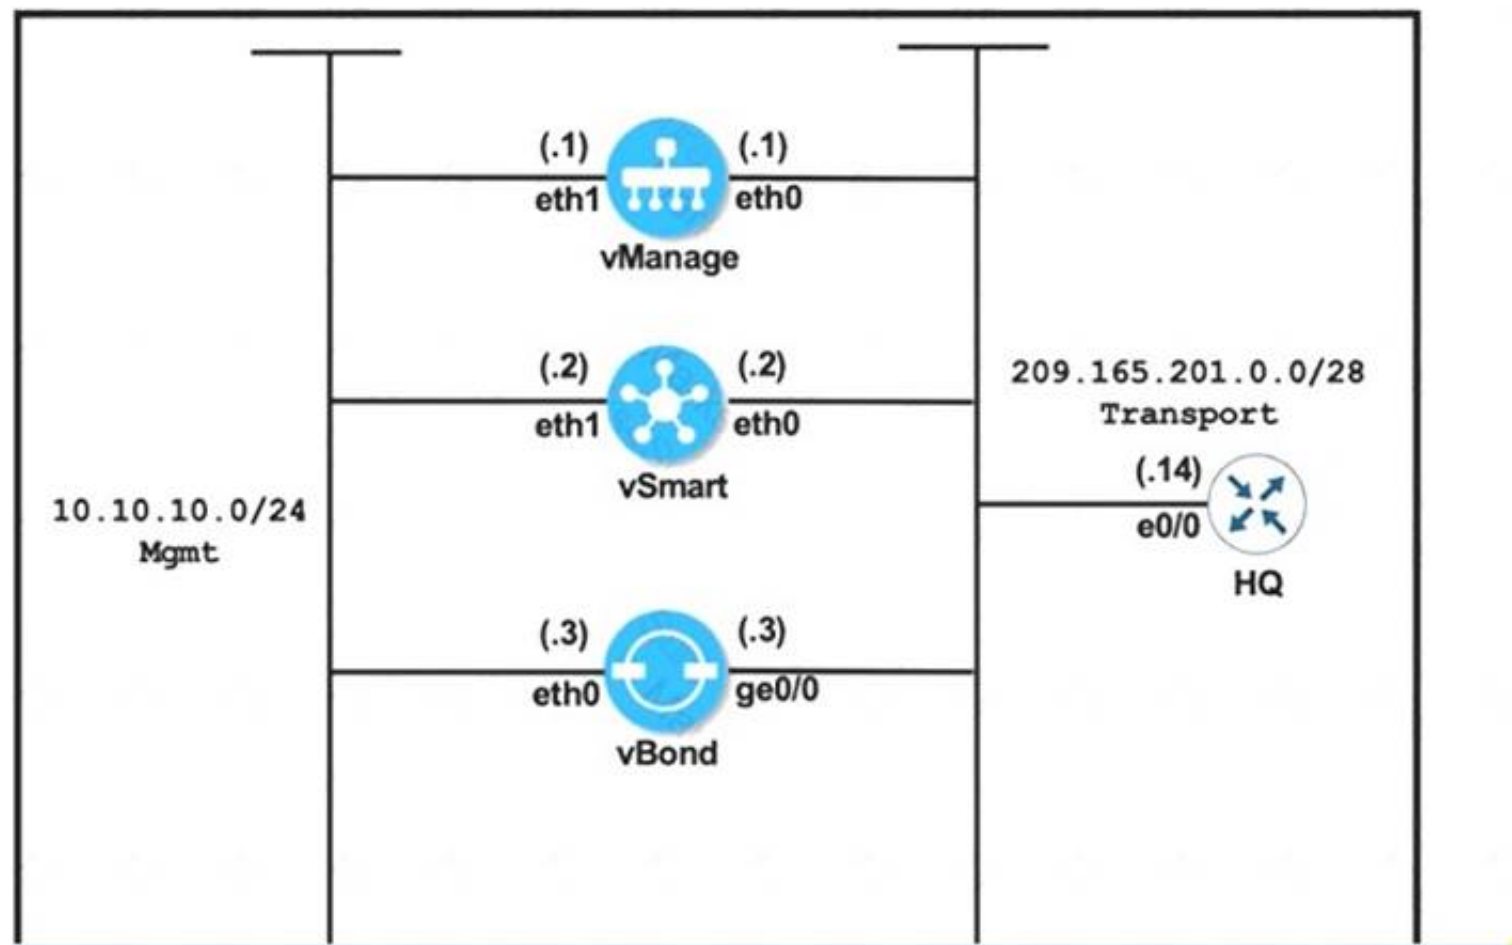 (.1)
(.1)
eth1
eth0
vManage
(.2)
(.2)
209.165.201.0.0/28
Transport
eth1
eth0
(.14)
vSmart
10.10.10.0/24
Mgmt
e0/0
HQ
(.3)
(.3)
eth0
ge0/0
vBond